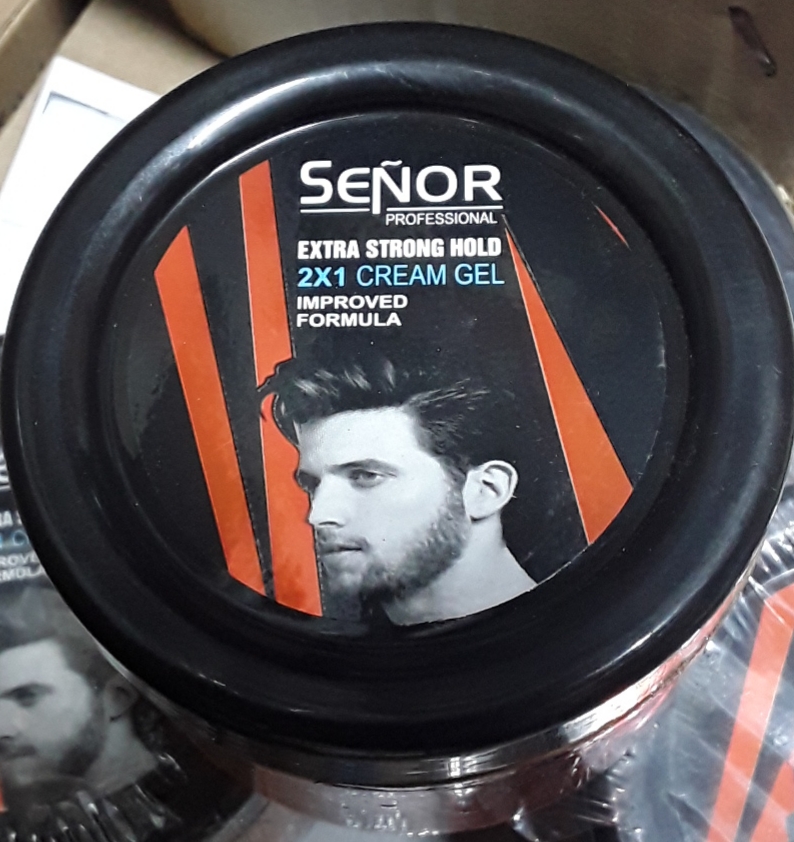 SEÑOR
PROFESSIONAL
EXTRA STRONG HOLD
2X1 CREAM GEL
IMPROVED
FORMULA